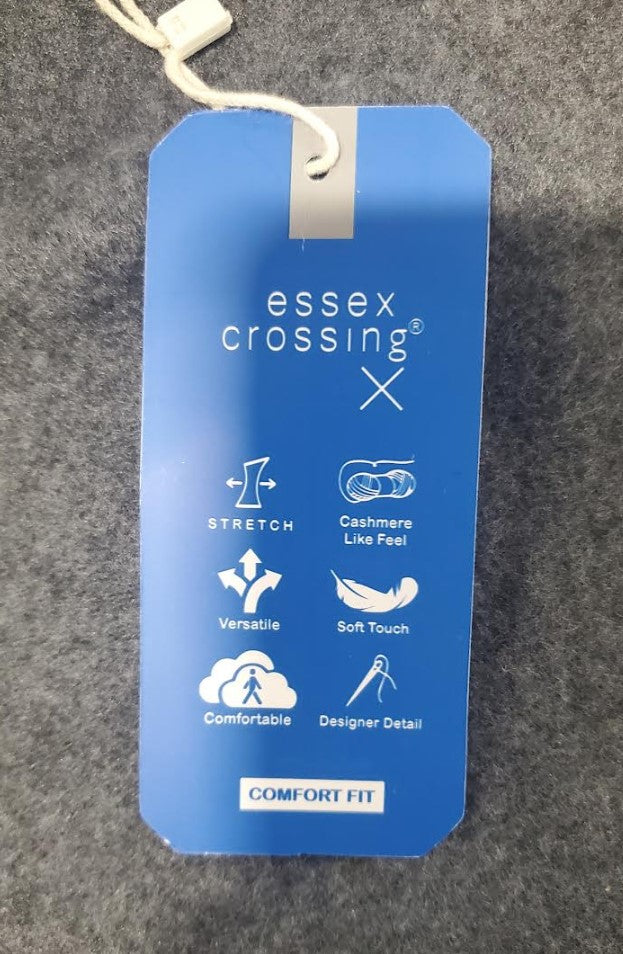 essex
crossing®
X
STRETCH
Cashmere
Like Feel
Versatile
Soft Touch
Comfortable
Designer Detail
COMFORT FIT